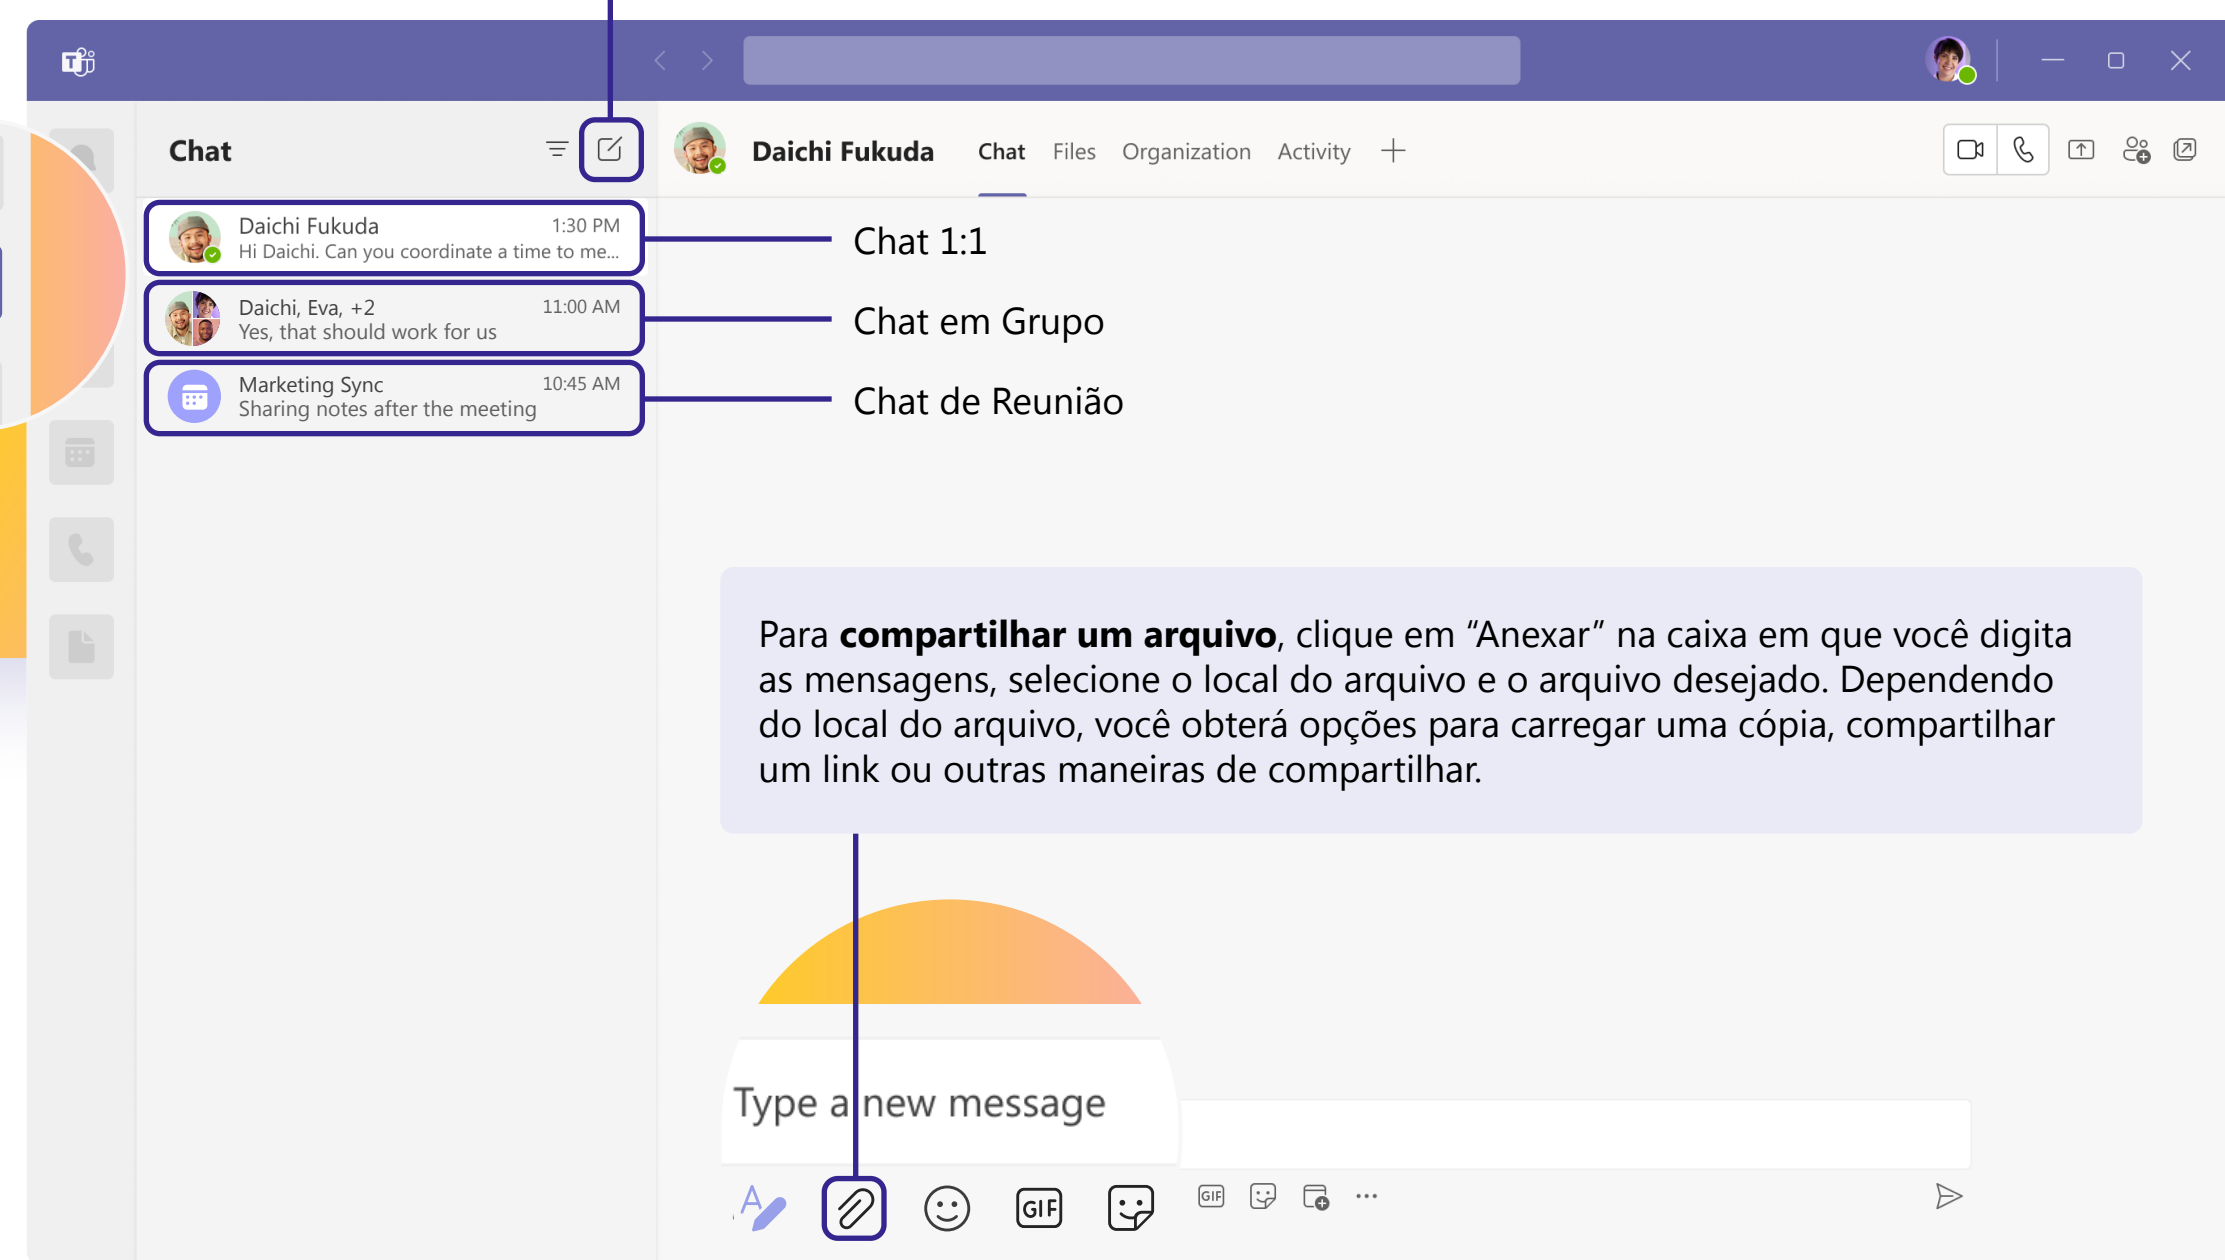 Chat
Daichi Fukuda Chat Files Organization Activity
Daichi Fukuda 1:30 PM
Hi Daichi. Can you coordinate a time to me...
Chat 1:1
Daichi, Eva, +2 11:00 AM
Yes, that should work for us
Chat em Grupo
Marketing Sync 10:45 AM
Sharing notes after the meeting
Chat de Reunião
Para compartilhar um arquivo, clique em “Anexar” na caixa em que você digita
as mensagens, selecione o local do arquivo e o arquivo desejado. Dependendo
do local do arquivo, você obterá opções para carregar uma cópia, compartilhar
um link ou outras maneiras de compartilhar.
Type a new message
GIF GIF